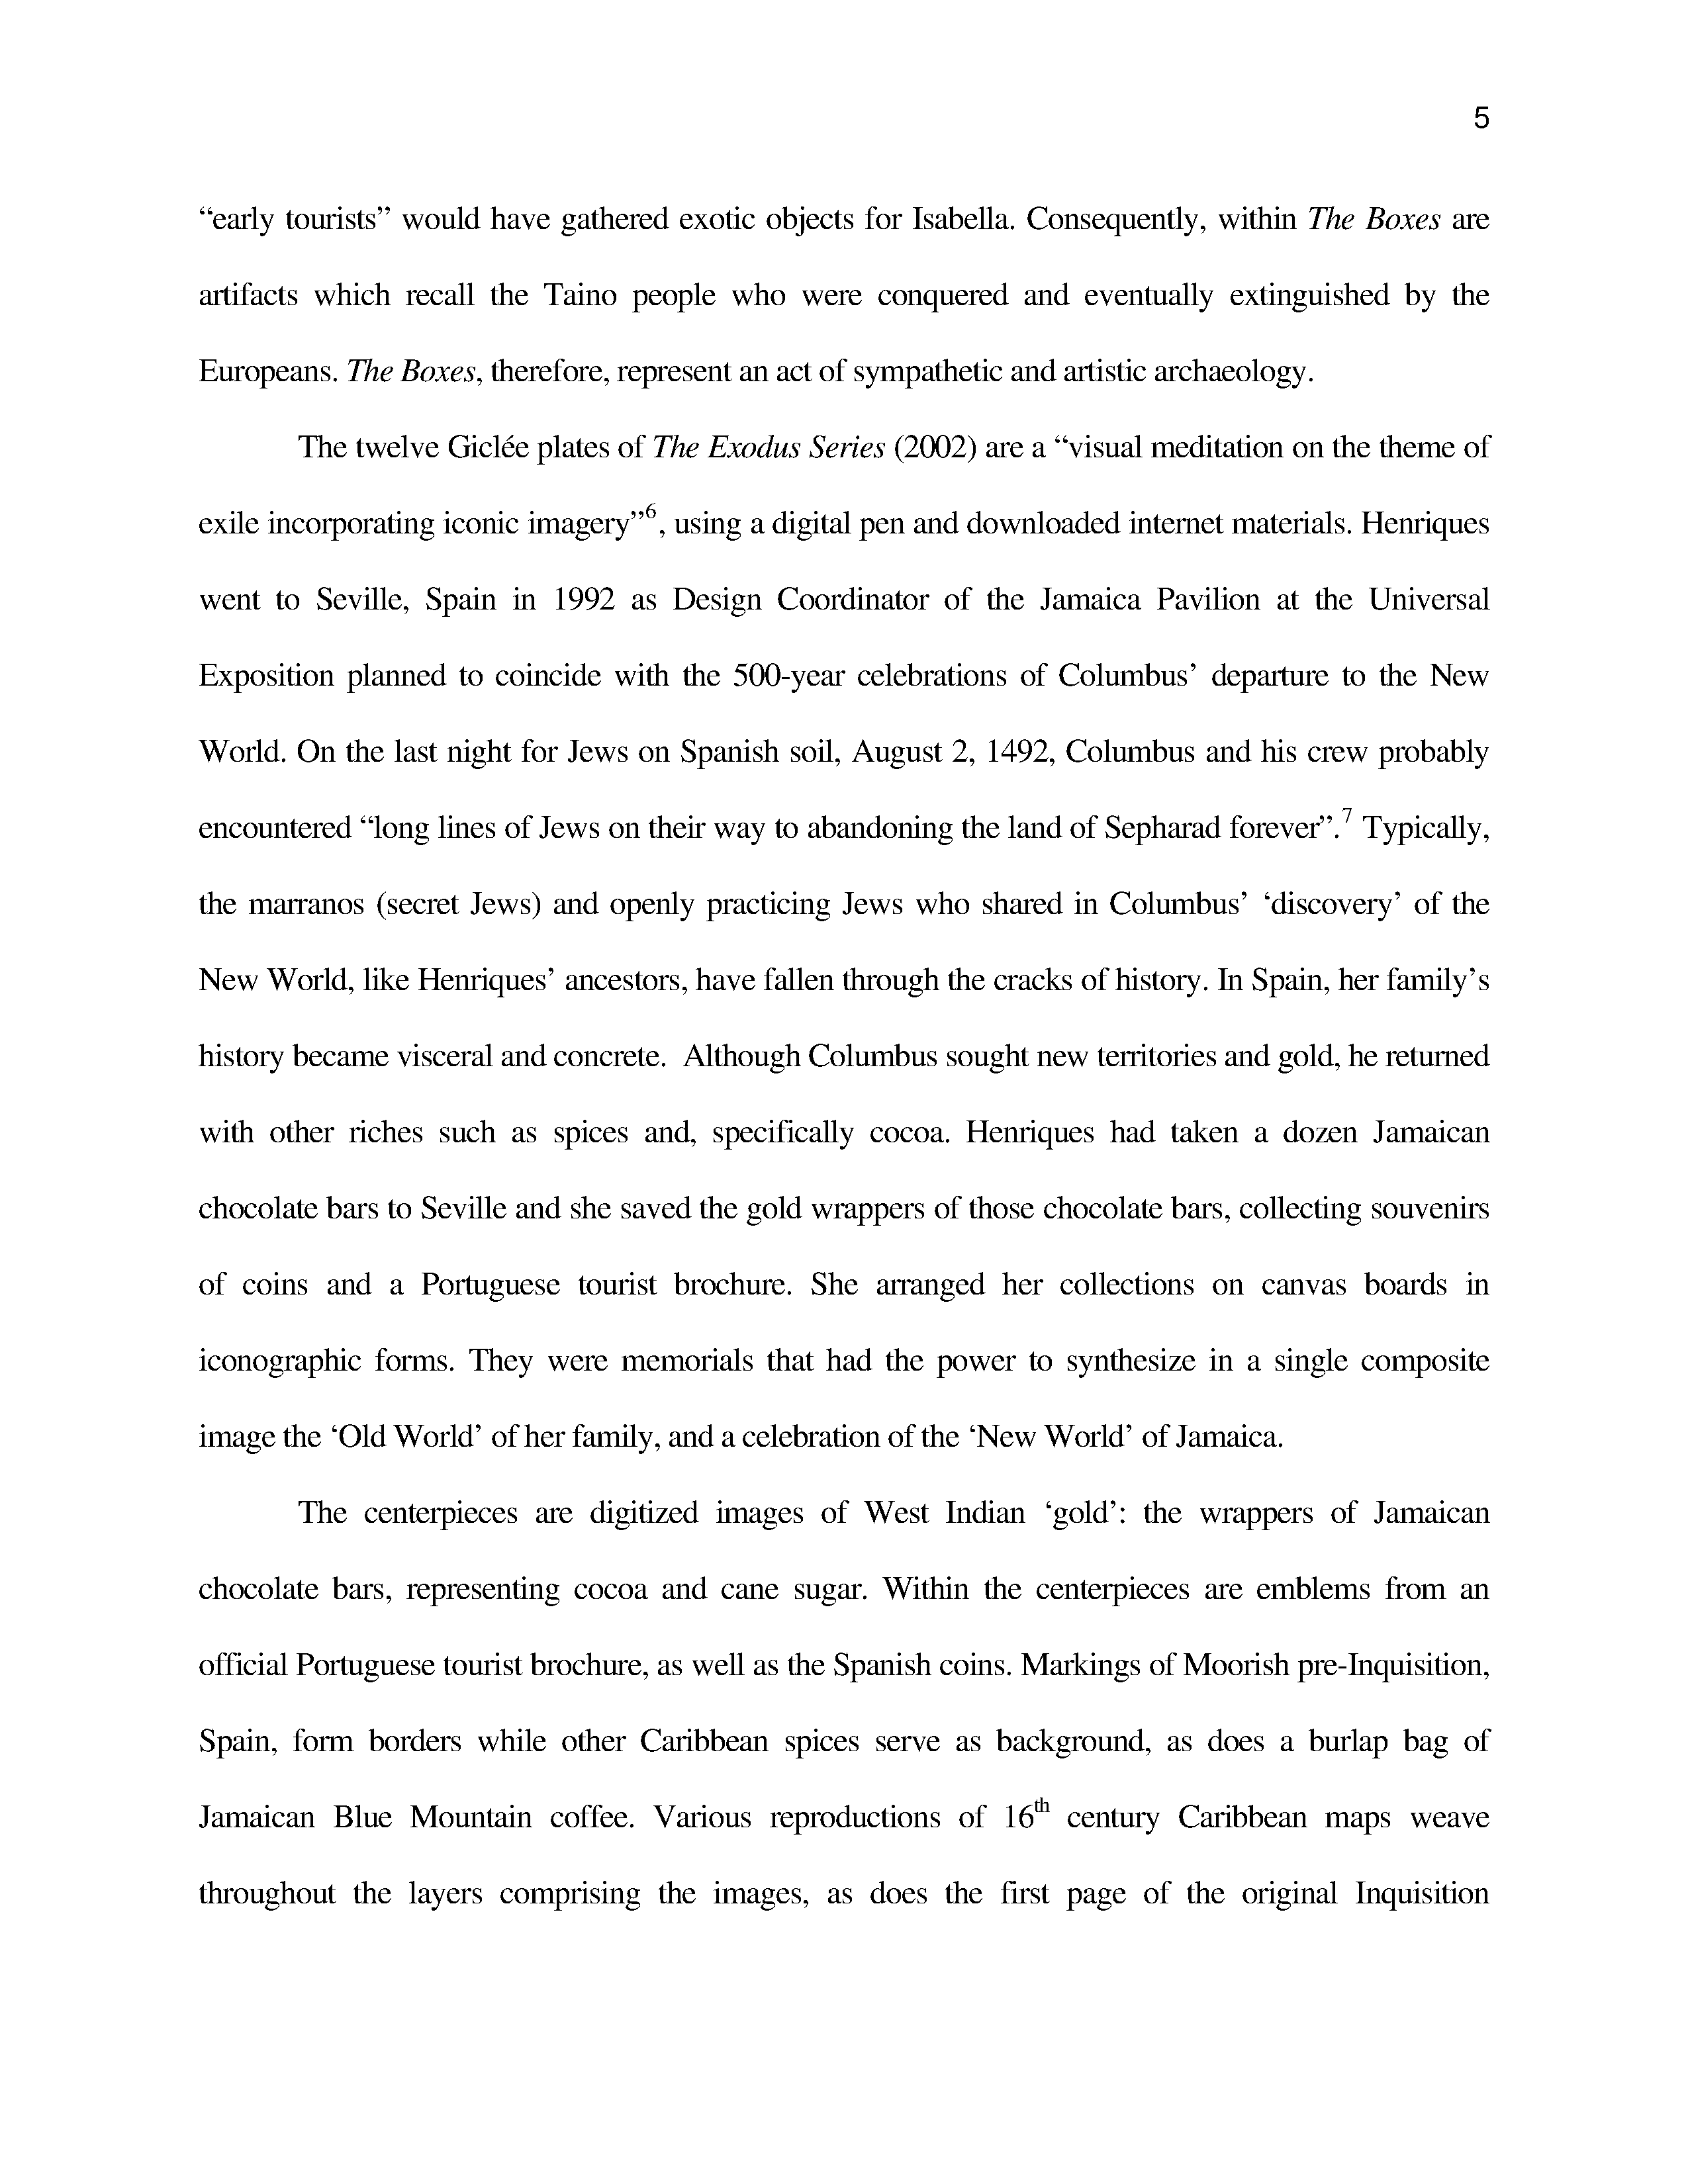 5
“early tourists” would have gathered exotic objects for Isabella. Consequently, within The Boxes are
artifacts which recall the Taino people who were conquered and eventually extinguished by the
Europeans. The Boxes, therefore, represent an act of sympathetic and artistic archaeology.
The twelve Giclée plates of The Exodus Series (2002) are a “visual meditation on the theme of
exile incorporating iconic imagery”6, using a digital pen and downloaded internet materials. Henriques
went to Seville, Spain in 1992 as Design Coordinator of the Jamaica Pavilion at the Universal
Exposition planned to coincide with the 500-year celebrations of Columbus’ departure to the New
World. On the last night for Jews on Spanish soil, August 2, 1492, Columbus and his crew probably
encountered “long lines of Jews on their way to abandoning the land of Sepharad forever”.7 Typically,
the marranos (secret Jews) and openly practicing Jews who shared in Columbus’ ‘discovery’ of the
New World, like Henriques’ ancestors, have fallen through the cracks of history. In Spain, her family’s
history became visceral and concrete.  Although Columbus sought new territories and gold, he returned
with other riches such as spices and, specifically cocoa. Henriques had taken a dozen Jamaican
chocolate bars to Seville and she saved the gold wrappers of those chocolate bars, collecting souvenirs
of coins and a Portuguese tourist brochure. She arranged her collections on canvas boards in
iconographic forms. They were memorials that had the power to synthesize in a single composite
image the ‘Old World’ of her family, and a celebration of the ‘New World’ of Jamaica.
The centerpieces are digitized images of West Indian ‘gold’: the wrappers of Jamaican
chocolate bars, representing cocoa and cane sugar. Within the centerpieces are emblems from an
official Portuguese tourist brochure, as well as the Spanish coins. Markings of Moorish pre-Inquisition,
Spain, form borders while other Caribbean spices serve as background, as does a burlap bag of
Jamaican Blue Mountain coffee. Various reproductions of 16th century Caribbean maps weave
throughout the layers comprising the images, as does the first page of the original Inquisition